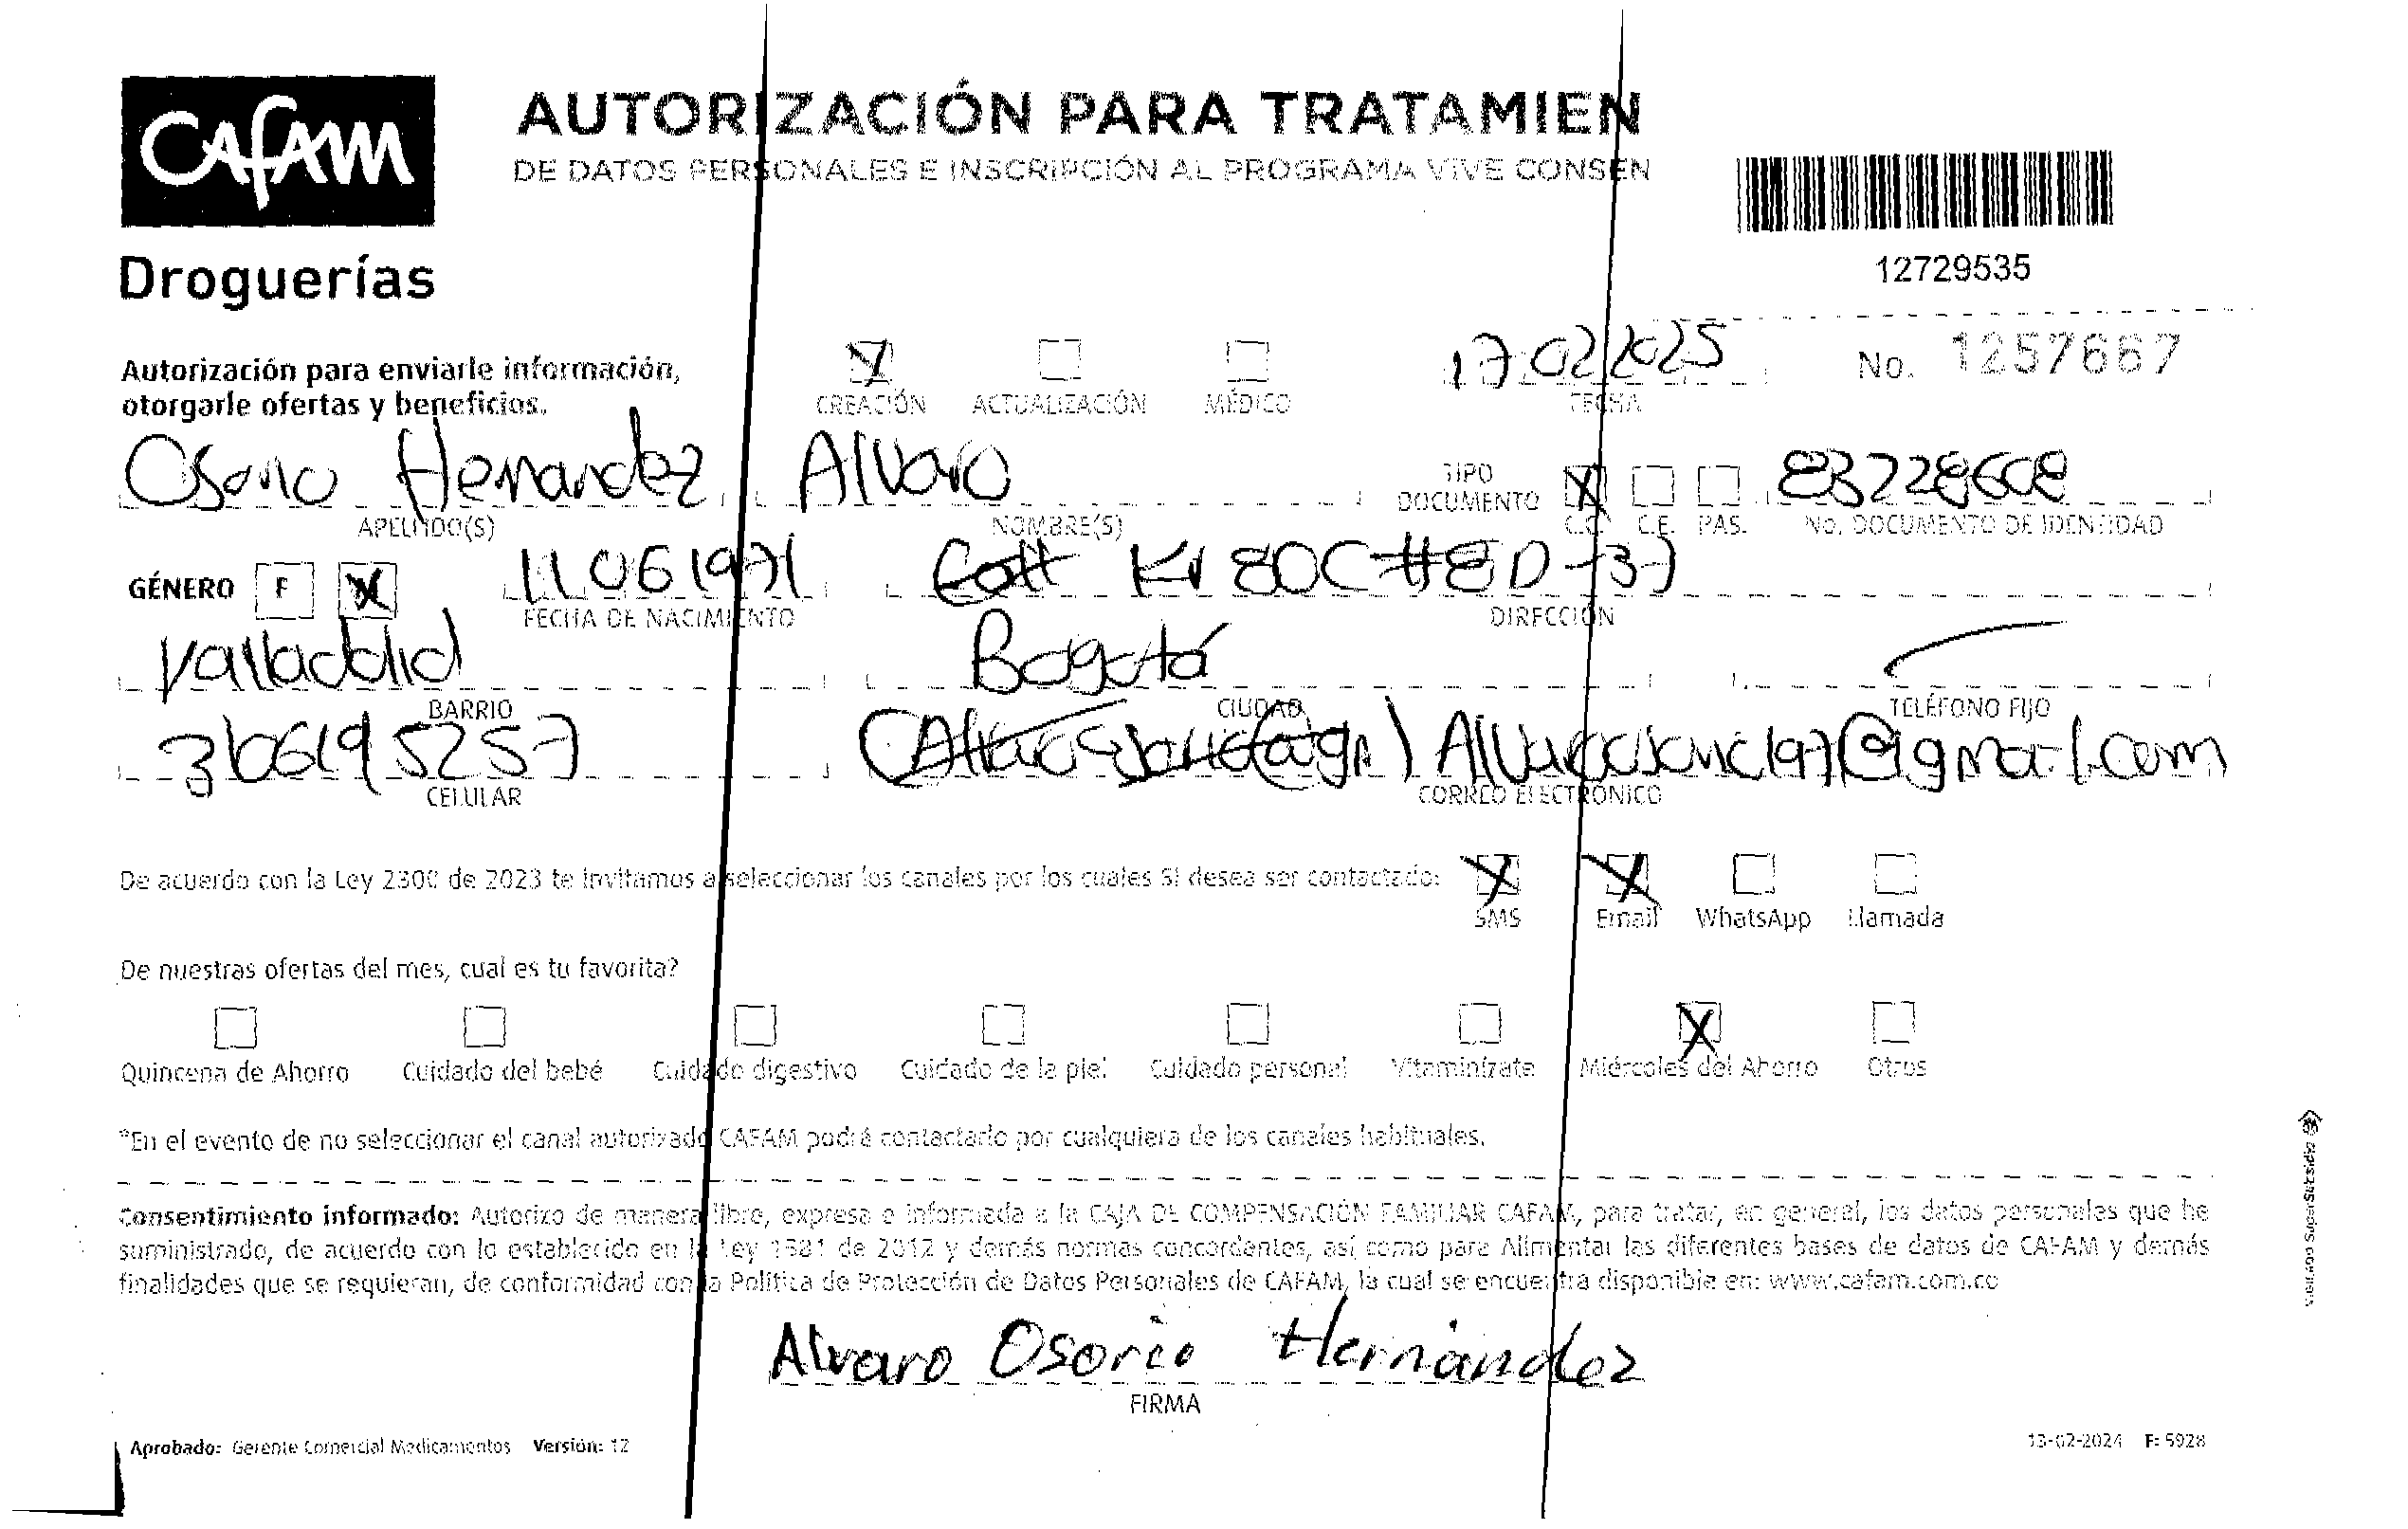 CAFAM
Droguerías
AUTORIZACIÓN PARA TRATAMIEN
DE DATOS PERSONALES E INSCRIPCIÓN AL PROGRAMA VIVE CONSEN
12729535
Autorización para enviarle información,
otorgarle ofertas y beneficios.
CREACIÓN ACTUALIZACIÓN MÉDICO
17 02 2025
FECHA
No. 1257667
Osorio Hernandez Alvaro
TIPO DOCUMENTO X 83228608
APELLIDO(S) NOMBRE(S) C.C. C.E. PAS. No. DOCUMENTO DE IDENTIDAD
GÉNERO F X 11061971 Kr 80C #8D-37
FECHA DE NACIMIENTO DIRECCIÓN
Valladolid Bogotá
BARRIO CIUDAD TELÉFONO FIJO
3106195257 @gmail.com
CELULAR CORREO ELECTRÓNICO
De acuerdo con la Ley 2300 de 2023 te invitamos a seleccionar los canales por los cuales SI desea ser contactado:
SMS Email WhatsApp Llamada
De nuestras ofertas del mes, cual es tu favorita?
Quincena de Ahorro Cuidado del bebé Cuidado digestivo Cuidado de la piel Cuidado personal Vitaminízate Miércoles del Ahorro Otros
*En el evento de no seleccionar el canal autorizado CAFAM podrá contactarlo por cualquiera de los canales habituales.
Consentimiento informado: Autorizo de manera libre, expresa e informada a la CAJA DE COMPENSACIÓN FAMILIAR CAFAM, para tratar, en general, los datos personales que he
suministrado, de acuerdo con lo establecido en la Ley 1581 de 2012 y demás normas concordantes, así como para Alimentar las diferentes bases de datos de CAFAM y demás
finalidades que se requieran, de conformidad con la Política de Protección de Datos Personales de CAFAM, la cual se encuentra disponible en: www.cafam.com.co
Alvaro Osorio Hernández
FIRMA
Aprobado: Gerente Comercial Medicamentos Versión: 12
13-02-2024 F: 5928
VIGILADO SuperSubsidio